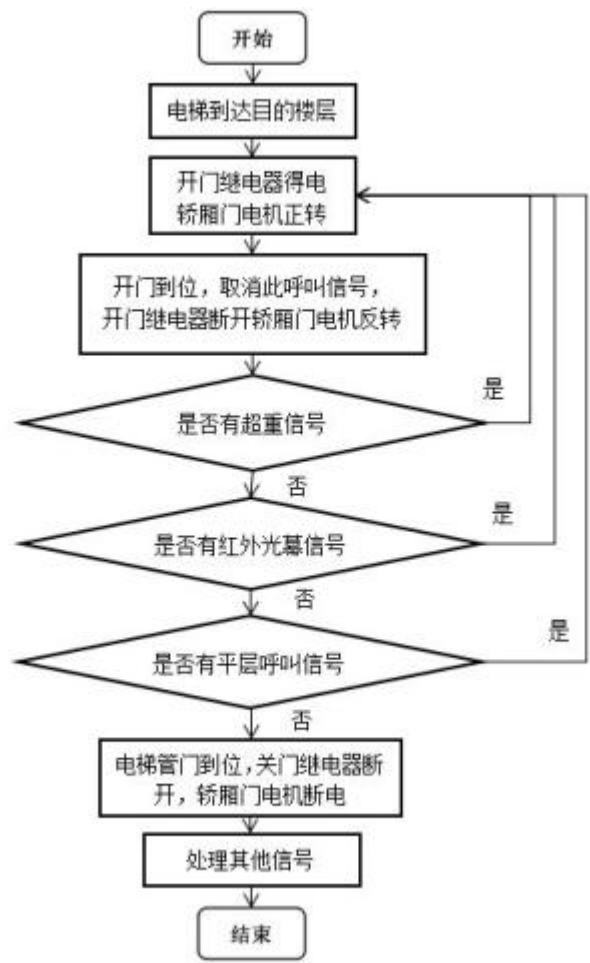 开始
电梯到达目的楼层
开门继电器得电
轿厢门电机正转
开门到位，取消此呼叫信号，
开门继电器断开轿厢门电机反转
是
是否有超重信号
否
是
是否有红外光幕信号
否
是
是否有平层呼叫信号
否
电梯管门到位，关门继电器断
开，轿厢门电机断电
处理其他信号
结束